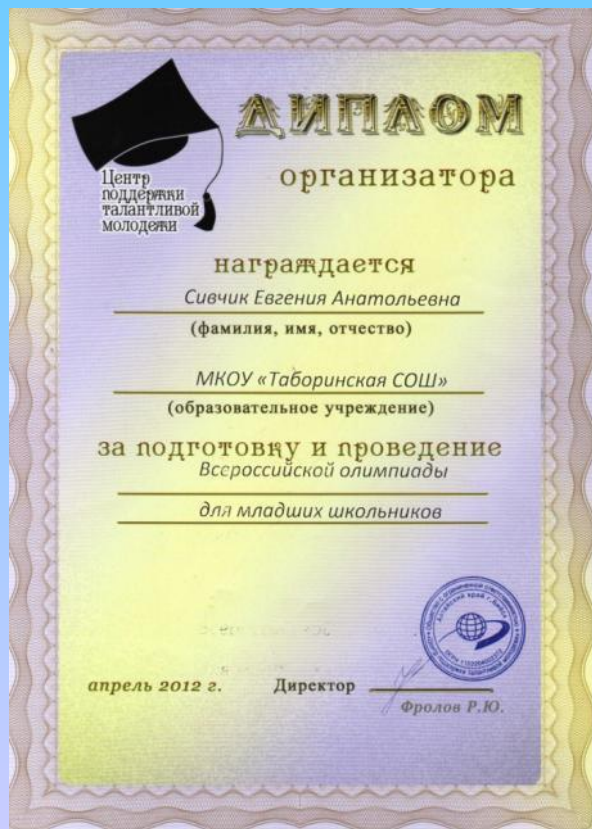 ДИПЛОМ
Центр
поддержки
талантливой
молодежи
организатора
награждается
Сивчик Евгения Анатольевна
(фамилия, имя, отчество)
МКОУ «Таборинская СОШ»
(образовательное учреждение)
за подготовку и проведение
Всероссийской олимпиады
для младших школьников
апрель 2012 г.
Директор
Фролов Р.Ю.